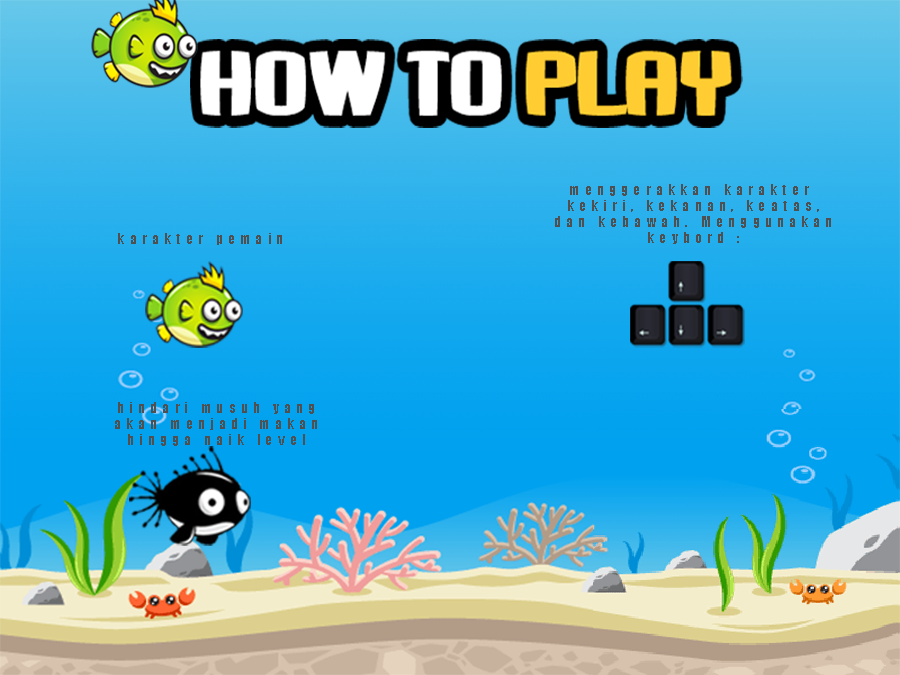 HOW TO PLAY
menggerakkan karakter
kekiri, kekanan, keatas,
dan kebawah. Menggunakan
keybord :
karakter pemain
hindari musuh yang
akan menjadi makan
hingga naik level